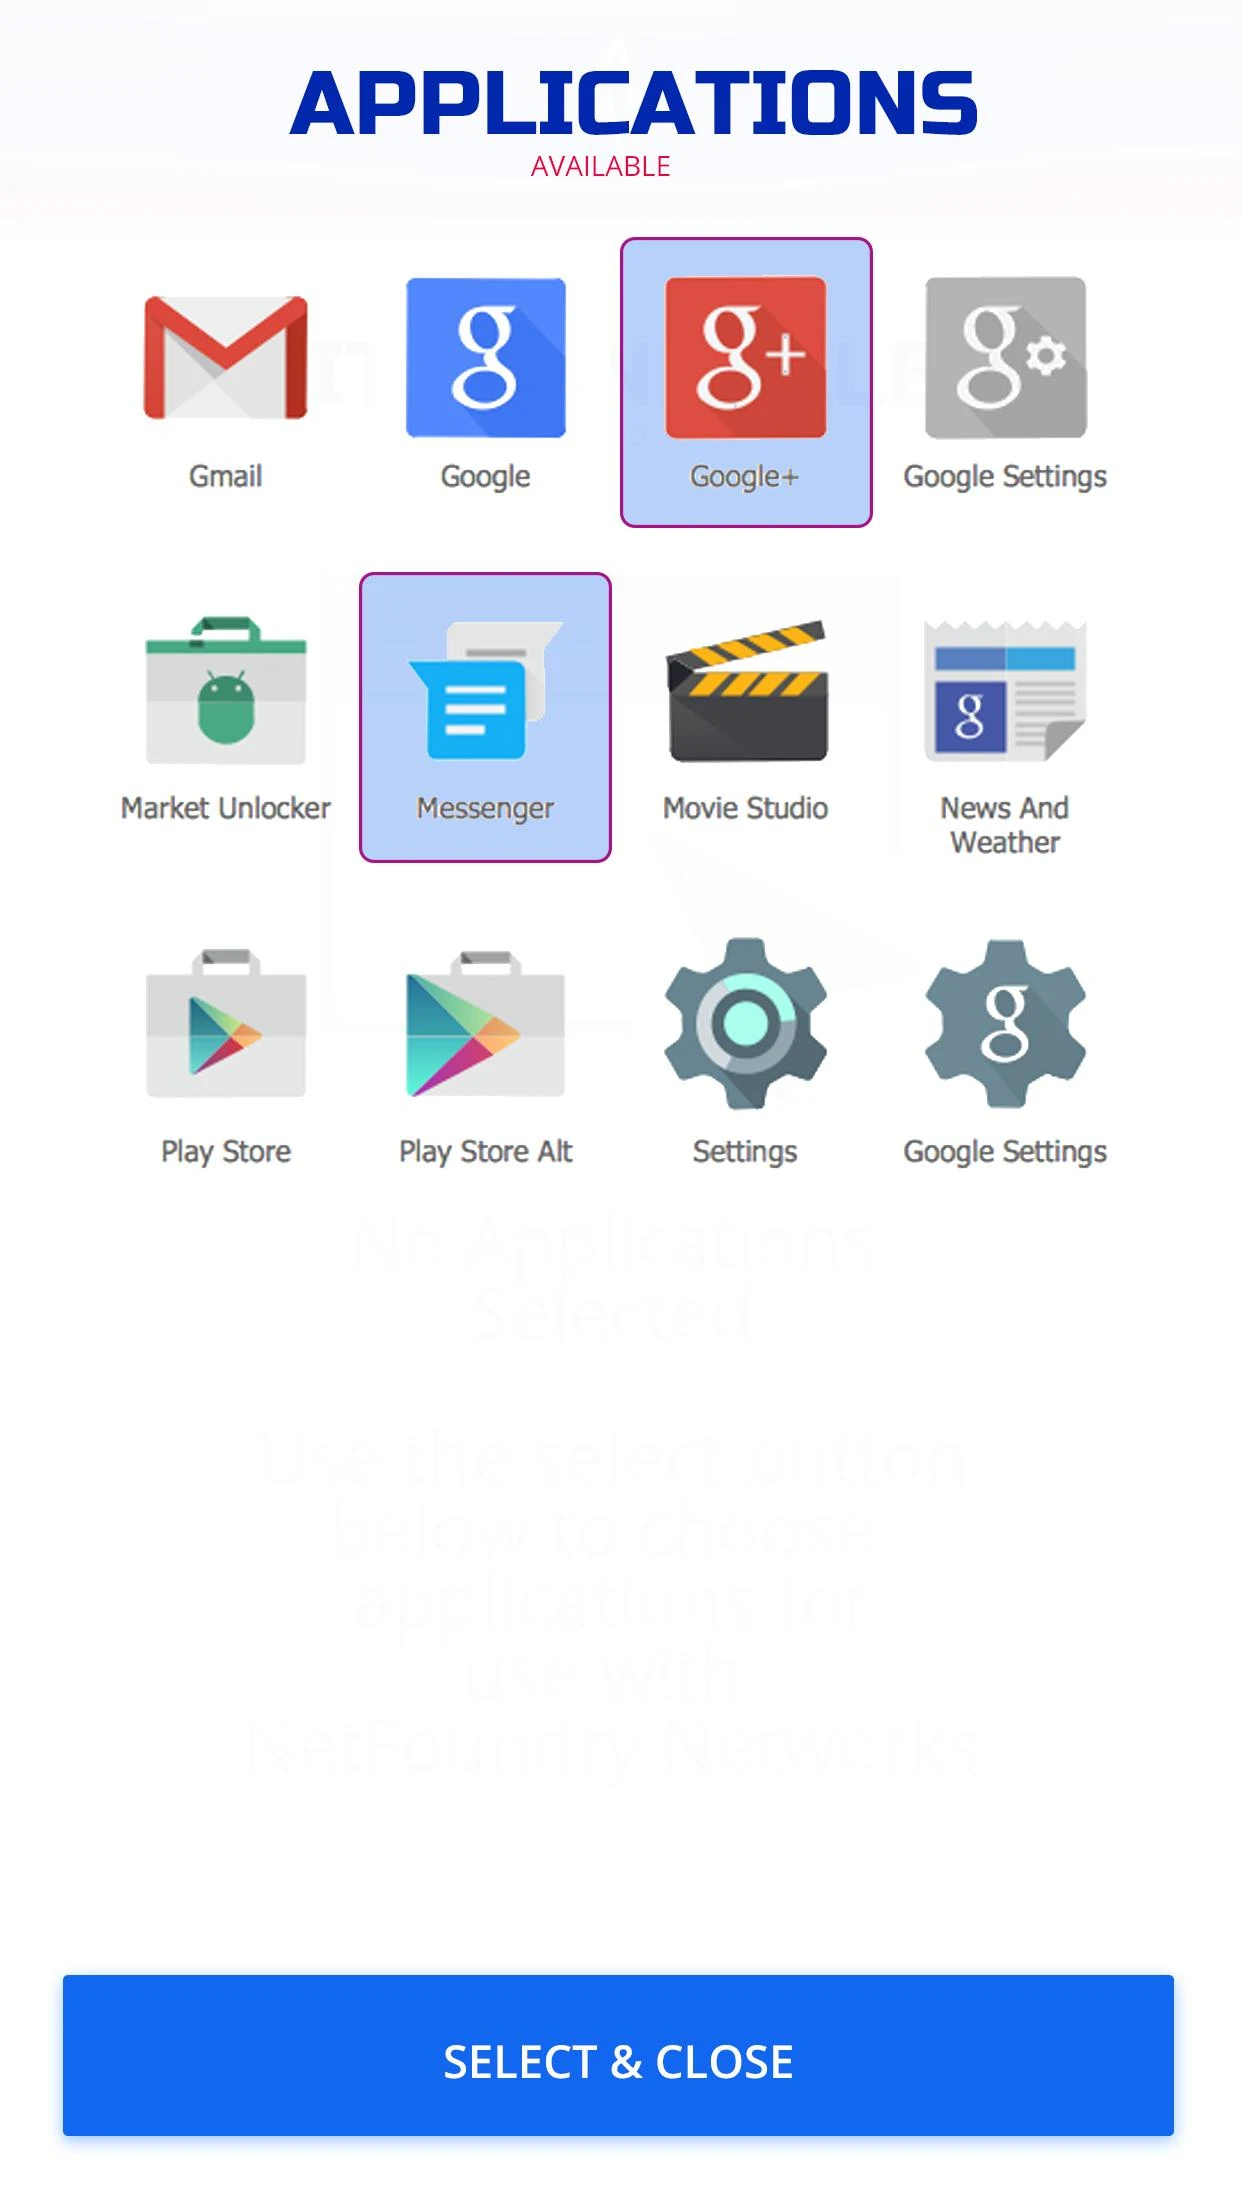 APPLICATIONS
AVAILABLE
Gmail
Google
Google+
Google Settings
Market Unlocker
Messenger
Movie Studio
News And
Weather
Play Store
Play Store Alt
Settings
Google Settings
No Applications
Selected
Use the select button
below to choose
applications for
use with
NetFoundry Networks
SELECT & CLOSE